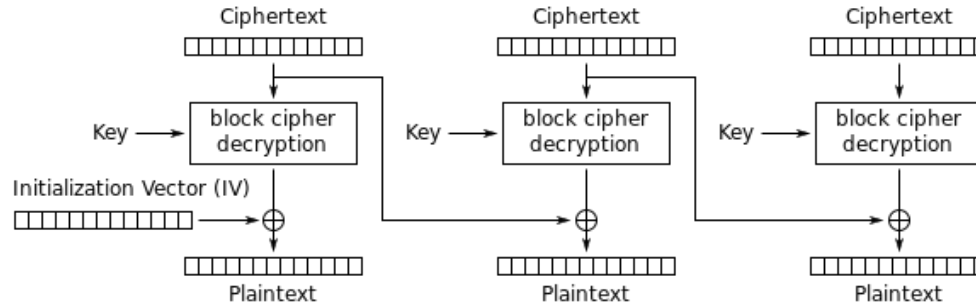 Ciphertext
Ciphertext
Ciphertext
Key
block cipher
decryption
Key
block cipher
decryption
Key
block cipher
decryption
Initialization Vector (IV)
Plaintext
Plaintext
Plaintext